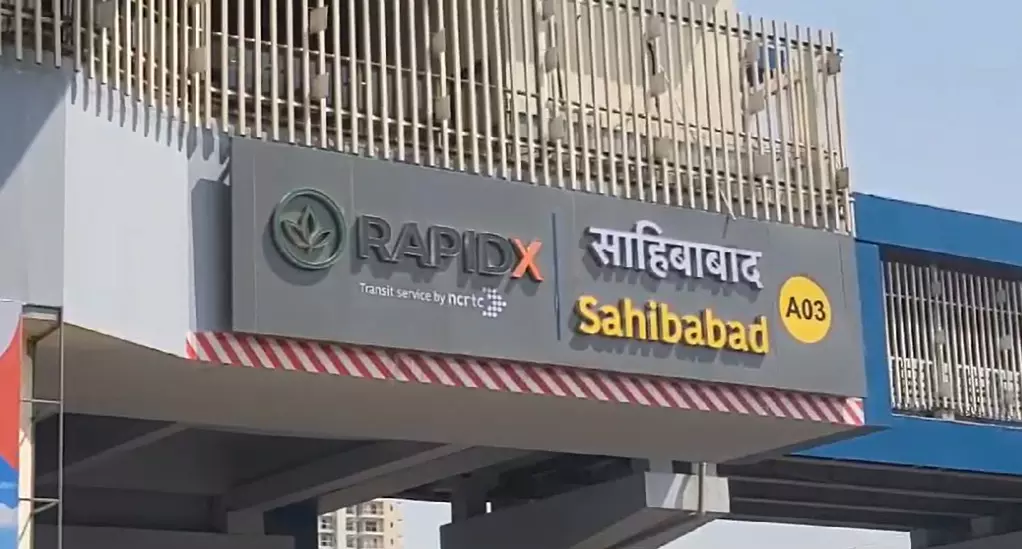 RAPIDX
Transit service by ncrtc
साहिबाबाद
Sahibabad
A03